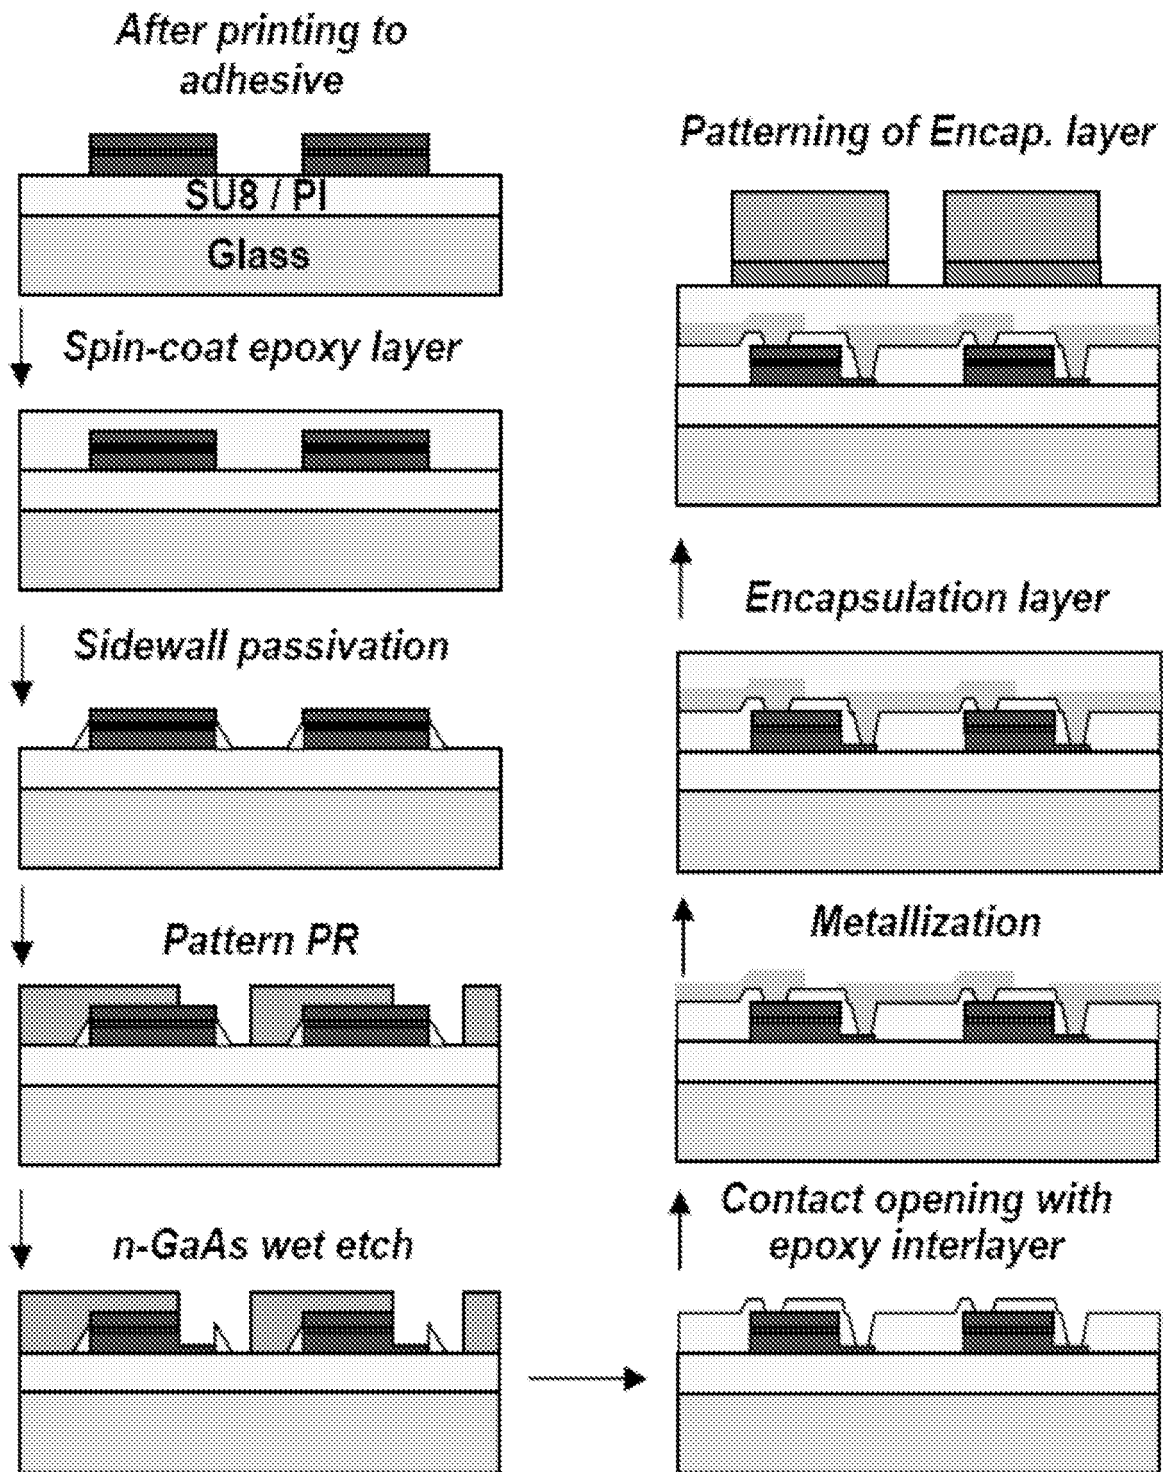 After printing to
adhesive
SU8 / PI
Glass
Spin-coat epoxy layer
Sidewall passivation
Pattern PR
n-GaAs wet etch
Contact opening with
epoxy interlayer
Metallization
Encapsulation layer
Patterning of Encap. layer